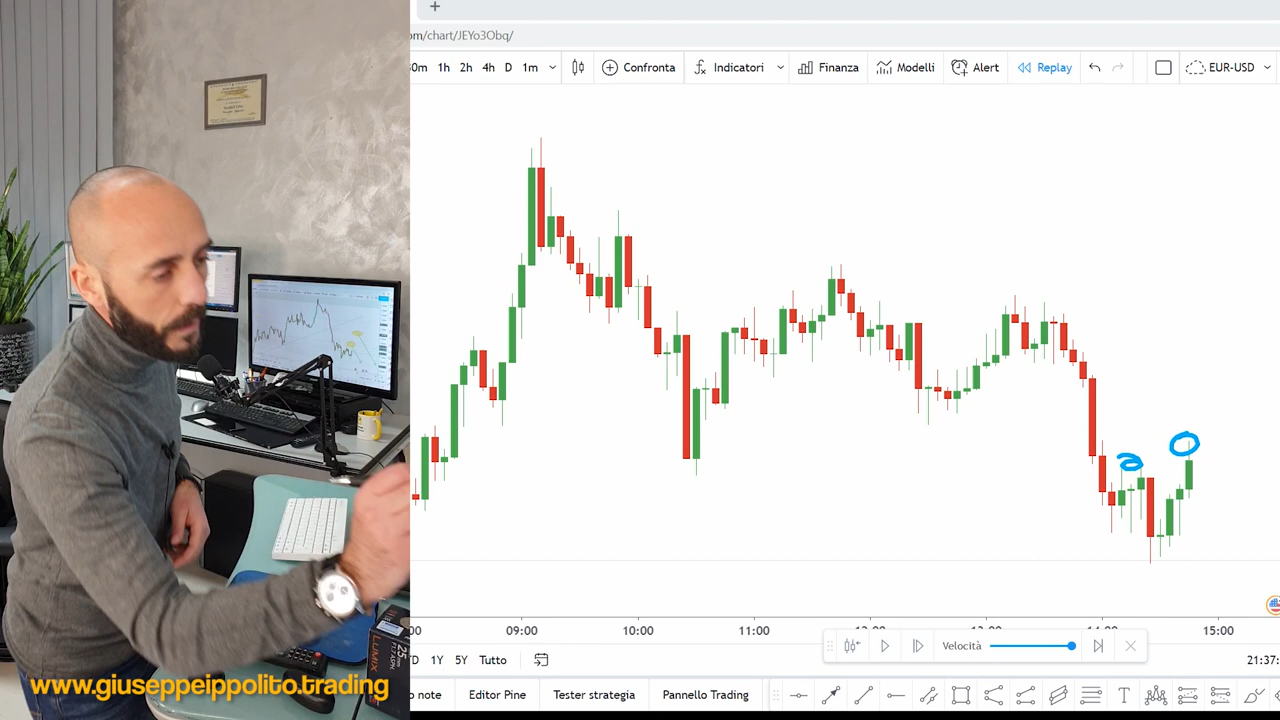 om/chart/JEYo3Obq/
1h 2h 4h D 1m Confronta Indicatori Finanza Modelli Alert Replay EUR-USD
09:00 10:00 11:00 15:00
Velocità
1Y 5Y Tutto
21:37:
o note Editor Pine Tester strategia Pannello Trading
LUMIX
25
www.giuseppeippolito.trading